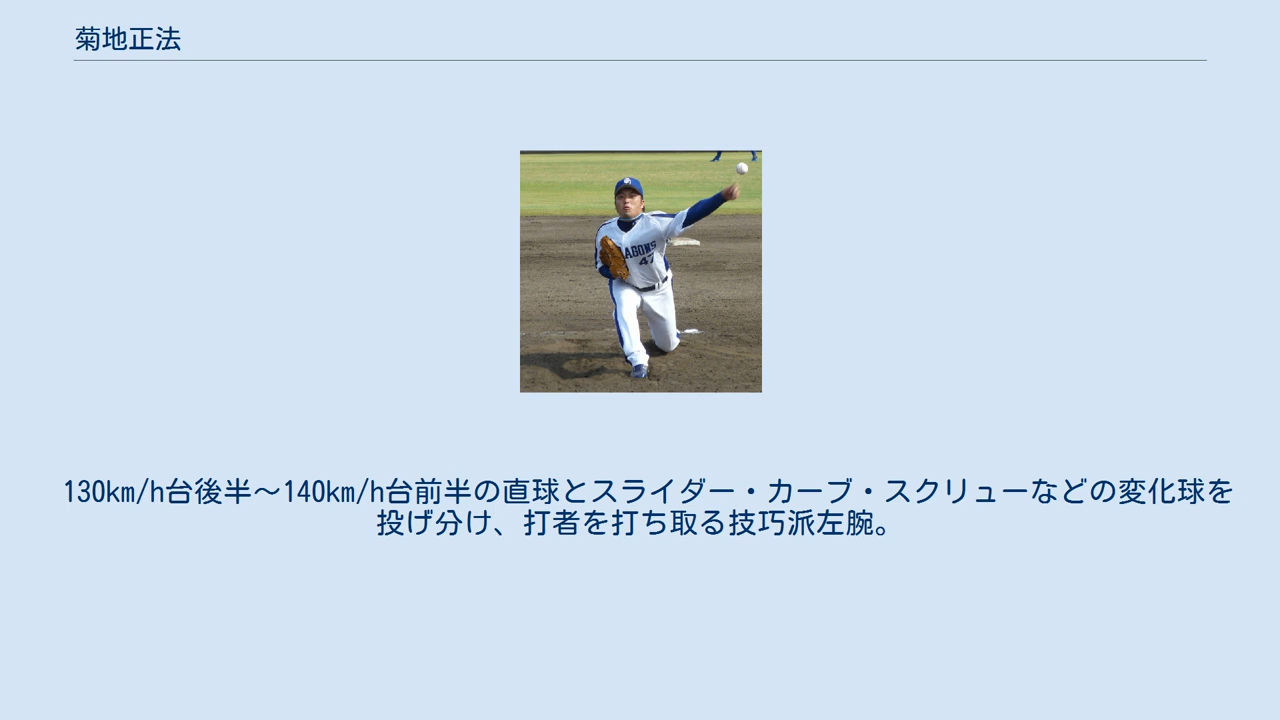 菊地正法
AGONS
47
130km/h台後半～140km/h台前半の直球とスライダー・カーブ・スクリューなどの変化球を
投げ分け、打者を打ち取る技巧派左腕。